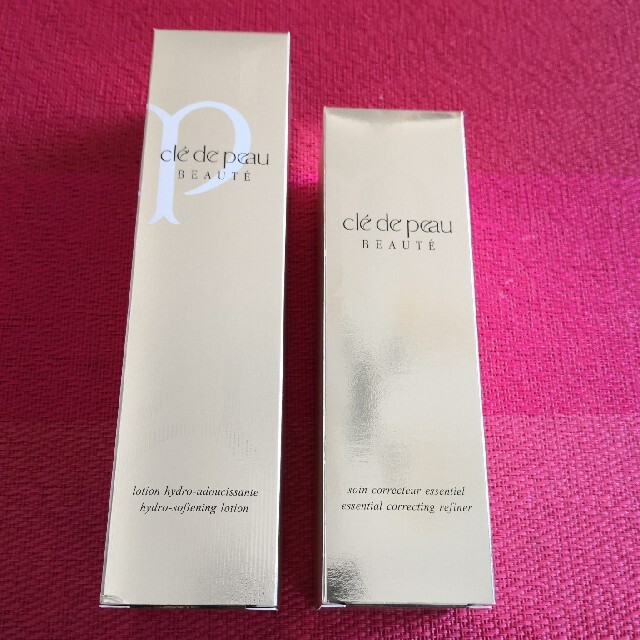 clé de peau
BEAUTÉ
lotion hydro-adoucissante
hydro-softening lotion
clé de peau
BEAUTÉ
soin correcteur essentiel
essential correcting refiner